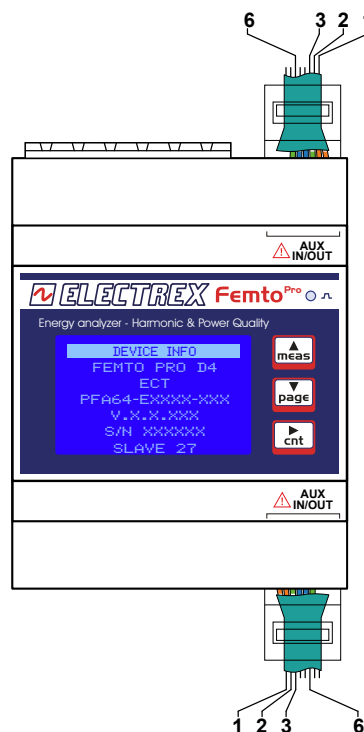 6 3 2
AUX
IN/OUT
ELECTREX Femto Pro
Energy analyzer - Harmonic & Power Quality
DEVICE INFO
FEMTO PRO D4
ECT
PFA64-EXXXX-XXX
V.X.X.XXX
S/N XXXXXX
SLAVE 27
meas
page
cnt
AUX
IN/OUT
1 2 3 6